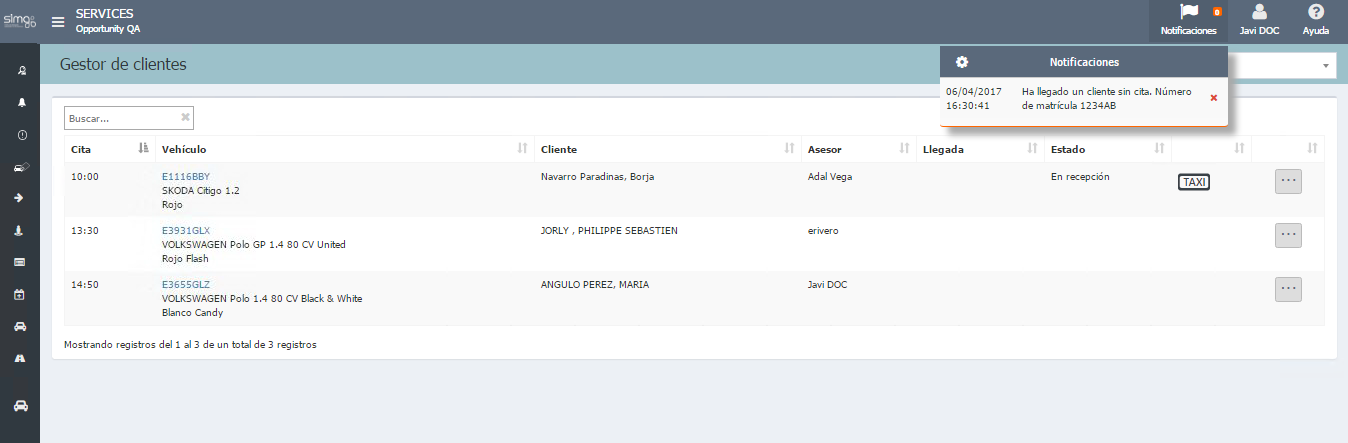 simago
SERVICES
Opportunity QA
0
Notificaciones
Javi DOC
Ayuda
Gestor de clientes
Notificaciones
06/04/2017
16:30:41
Ha llegado un cliente sin cita. Número
de matrícula 1234AB
Buscar...
Cita Vehículo Cliente Asesor Llegada Estado
10:00 E1116BBY Navarro Paradinas, Borja Adal Vega En recepción TAXI ...
SKODA Citigo 1.2
Rojo
13:30 E3931GLX JORLY , PHILIPPE SEBASTIEN erivero ...
VOLKSWAGEN Polo GP 1.4 80 CV United
Rojo Flash
14:50 E3655GLZ ANGULO PEREZ, MARIA Javi DOC ...
VOLKSWAGEN Polo 1.4 80 CV Black & White
Blanco Candy
Mostrando registros del 1 al 3 de un total de 3 registros